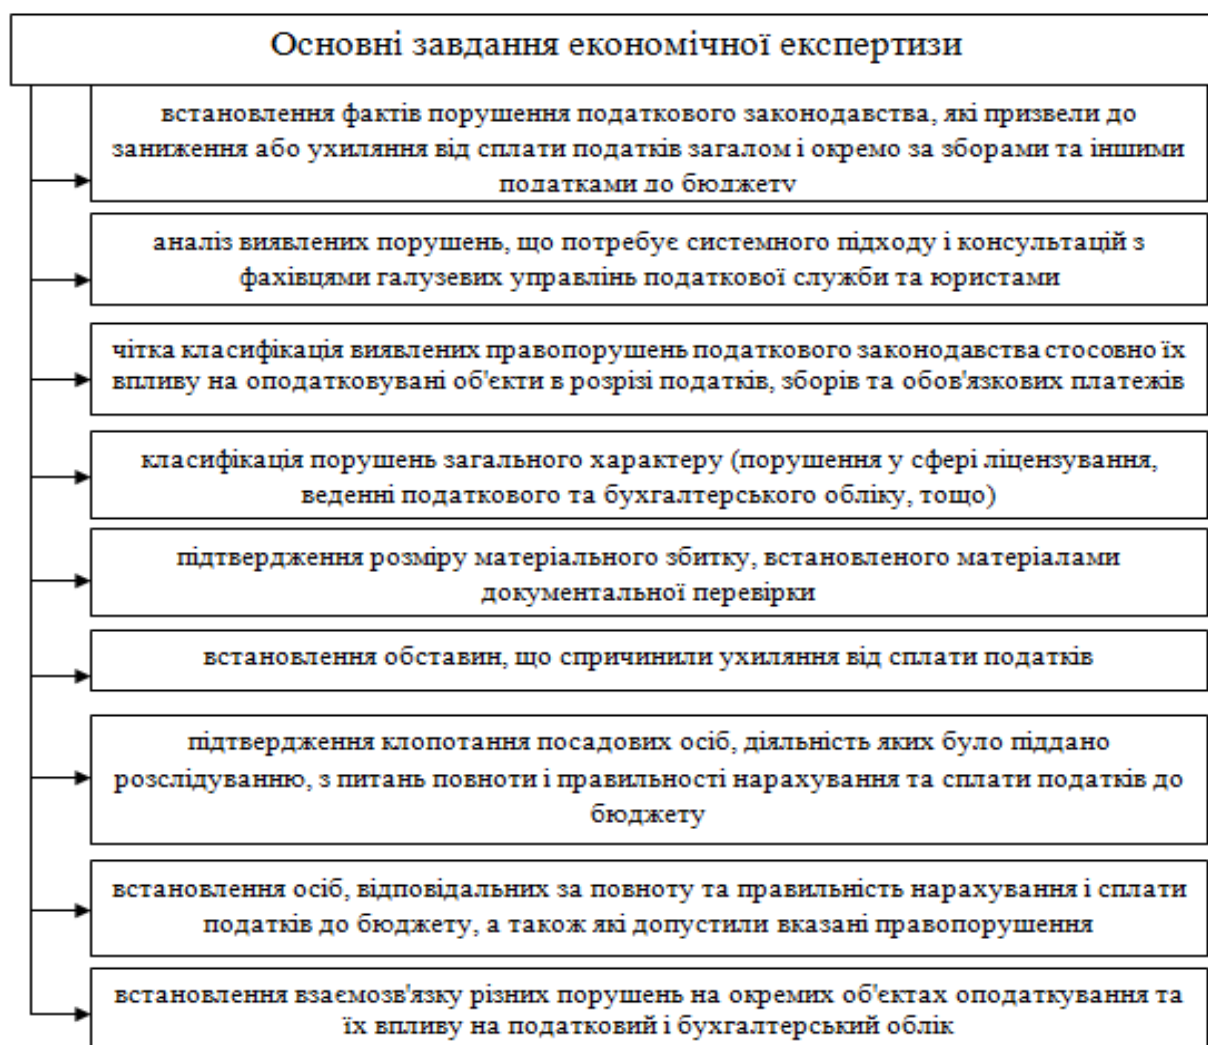 Основні завдання економічної експертизи
встановлення фактів порушення податкового законодавства, які призвели до
заниження або ухиляння від сплати податків загалом і окремо за зборами та іншими
податками до бюджету
аналіз виявлених порушень, що потребує системного підходу і консультацій з
фахівцями галузевих управлінь податкової служби та юристами
чітка класифікація виявлених правопорушень податкового законодавства стосовно їх
впливу на оподатковувані об'єкти в розрізі податків, зборів та обов'язкових платежів
класифікація порушень загального характеру (порушення у сфері ліцензування,
веденні податкового та бухгалтерського обліку, тощо)
підтвердження розміру матеріального збитку, встановленого матеріалами
документальної перевірки
встановлення обставин, що спричинили ухиляння від сплати податків
підтвердження клопотання посадових осіб, діяльність яких було піддано
розслідуванню, з питань повноти і правильності нарахування та сплати податків до
бюджету
встановлення осіб, відповідальних за повноту та правильність нарахування і сплати
податків до бюджету, а також які допустили вказані правопорушення
встановлення взаємозв'язку різних порушень на окремих об'єктах оподаткування та
їх впливу на податковий і бухгалтерський облік